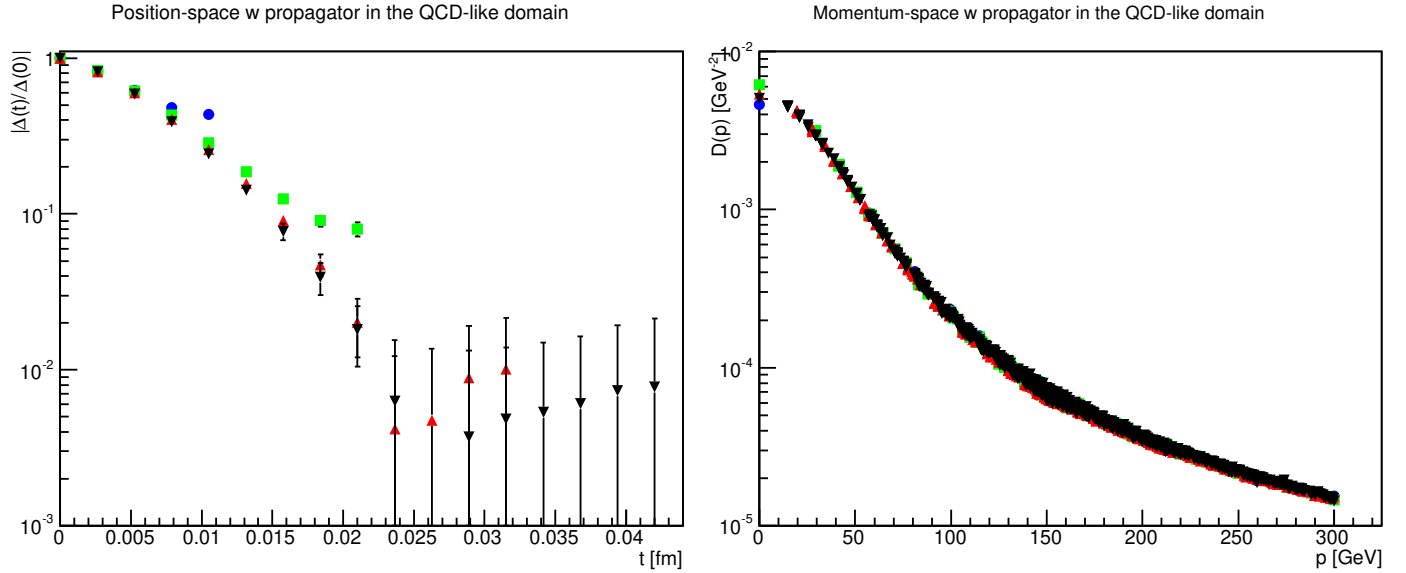 Position-space w propagator in the QCD-like domain
|Δ(t)/Δ(0)|
1
10⁻¹
10⁻²
10⁻³
0 0.005 0.01 0.015 0.02 0.025 0.03 0.035 0.04
t [fm]
Momentum-space w propagator in the QCD-like domain
D(p) [GeV⁻²]
10⁻²
10⁻³
10⁻⁴
10⁻⁵
0 50 100 150 200 250 300
p [GeV]